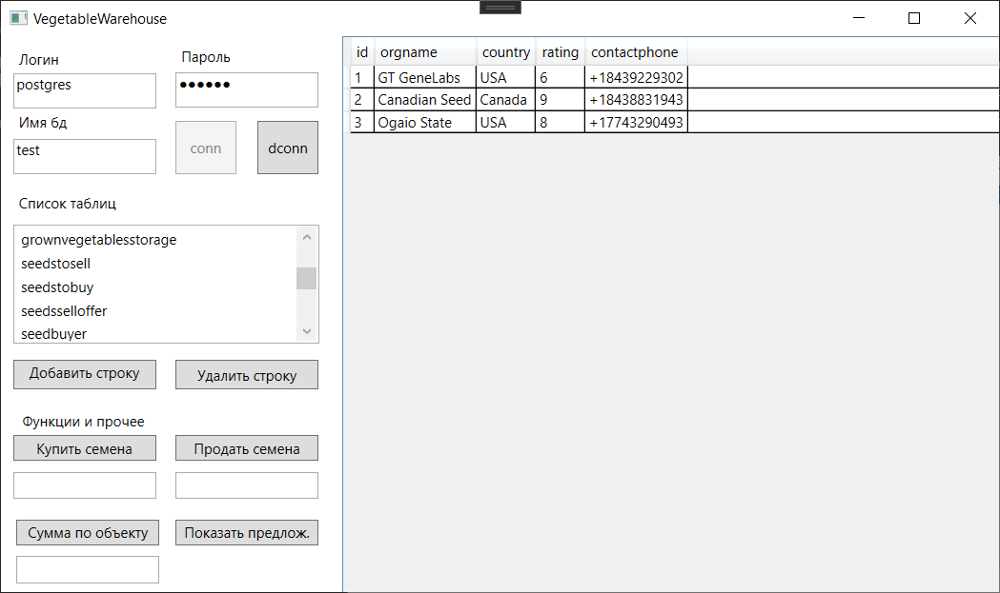 VegetableWarehouse
Логин
Пароль
postgres
●●●●●●
Имя бд
test
conn
dconn
Список таблиц
grownvegetablesstorage
seedstosell
seedstobuy
seedsselloffer
seedbuyer
Добавить строку
Удалить строку
Функции и прочее
Купить семена
Продать семена
Сумма по объекту
Показать предлож.
id orgname country rating contactphone
1 GT GeneLabs USA 6 +18439229302
2 Canadian Seed Canada 9 +18438831943
3 Ogaio State USA 8 +17743290493